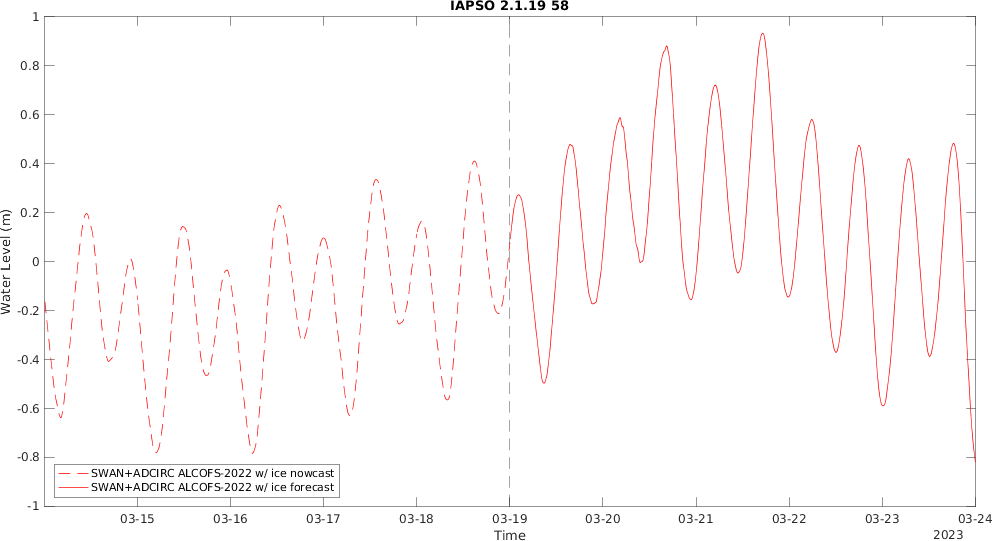 IAPSO 2.1.19 58
1
0.8
0.6
0.4
0.2
0
-0.2
-0.4
-0.6
-0.8
-1
Water Level (m)
SWAN+ADCIRC ALCOFS-2022 w/ ice nowcast
SWAN+ADCIRC ALCOFS-2022 w/ ice forecast
03-15 03-16 03-17 03-18 03-19 03-20 03-21 03-22 03-23 03-24
Time 2023